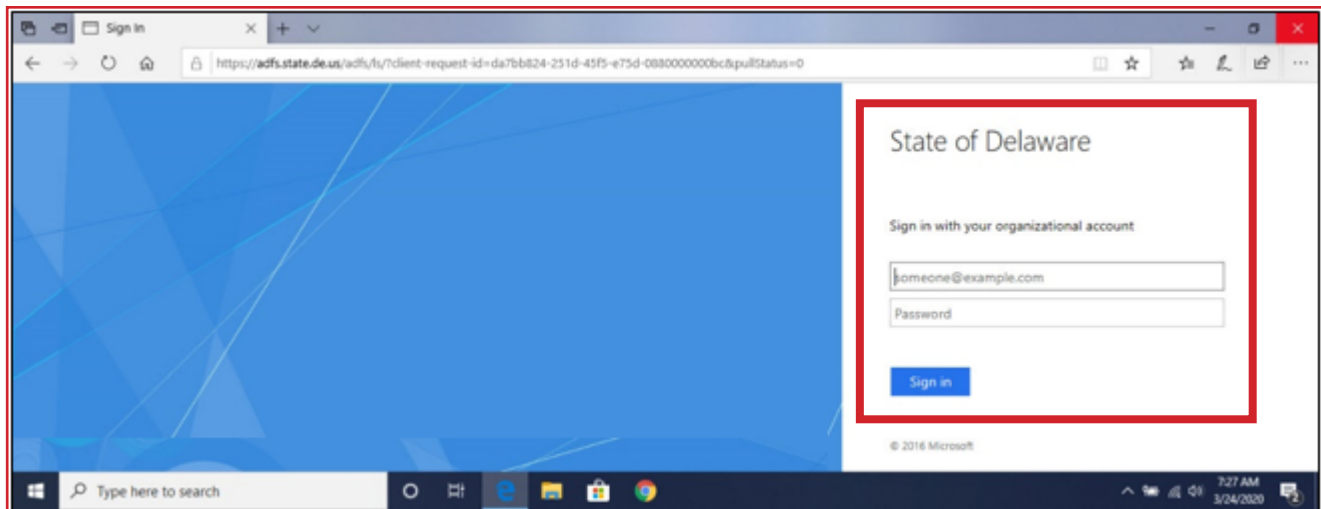 Sign In
https://adfs.state.de.us/adfs/ls/?client-request-id=da7bb824-251d-45f5-e75d-0880000000bc&pullStatus=0
State of Delaware
Sign in with your organizational account
someone@example.com
Password
Sign in
© 2016 Microsoft
Type here to search
7:27 AM
3/24/2020
2